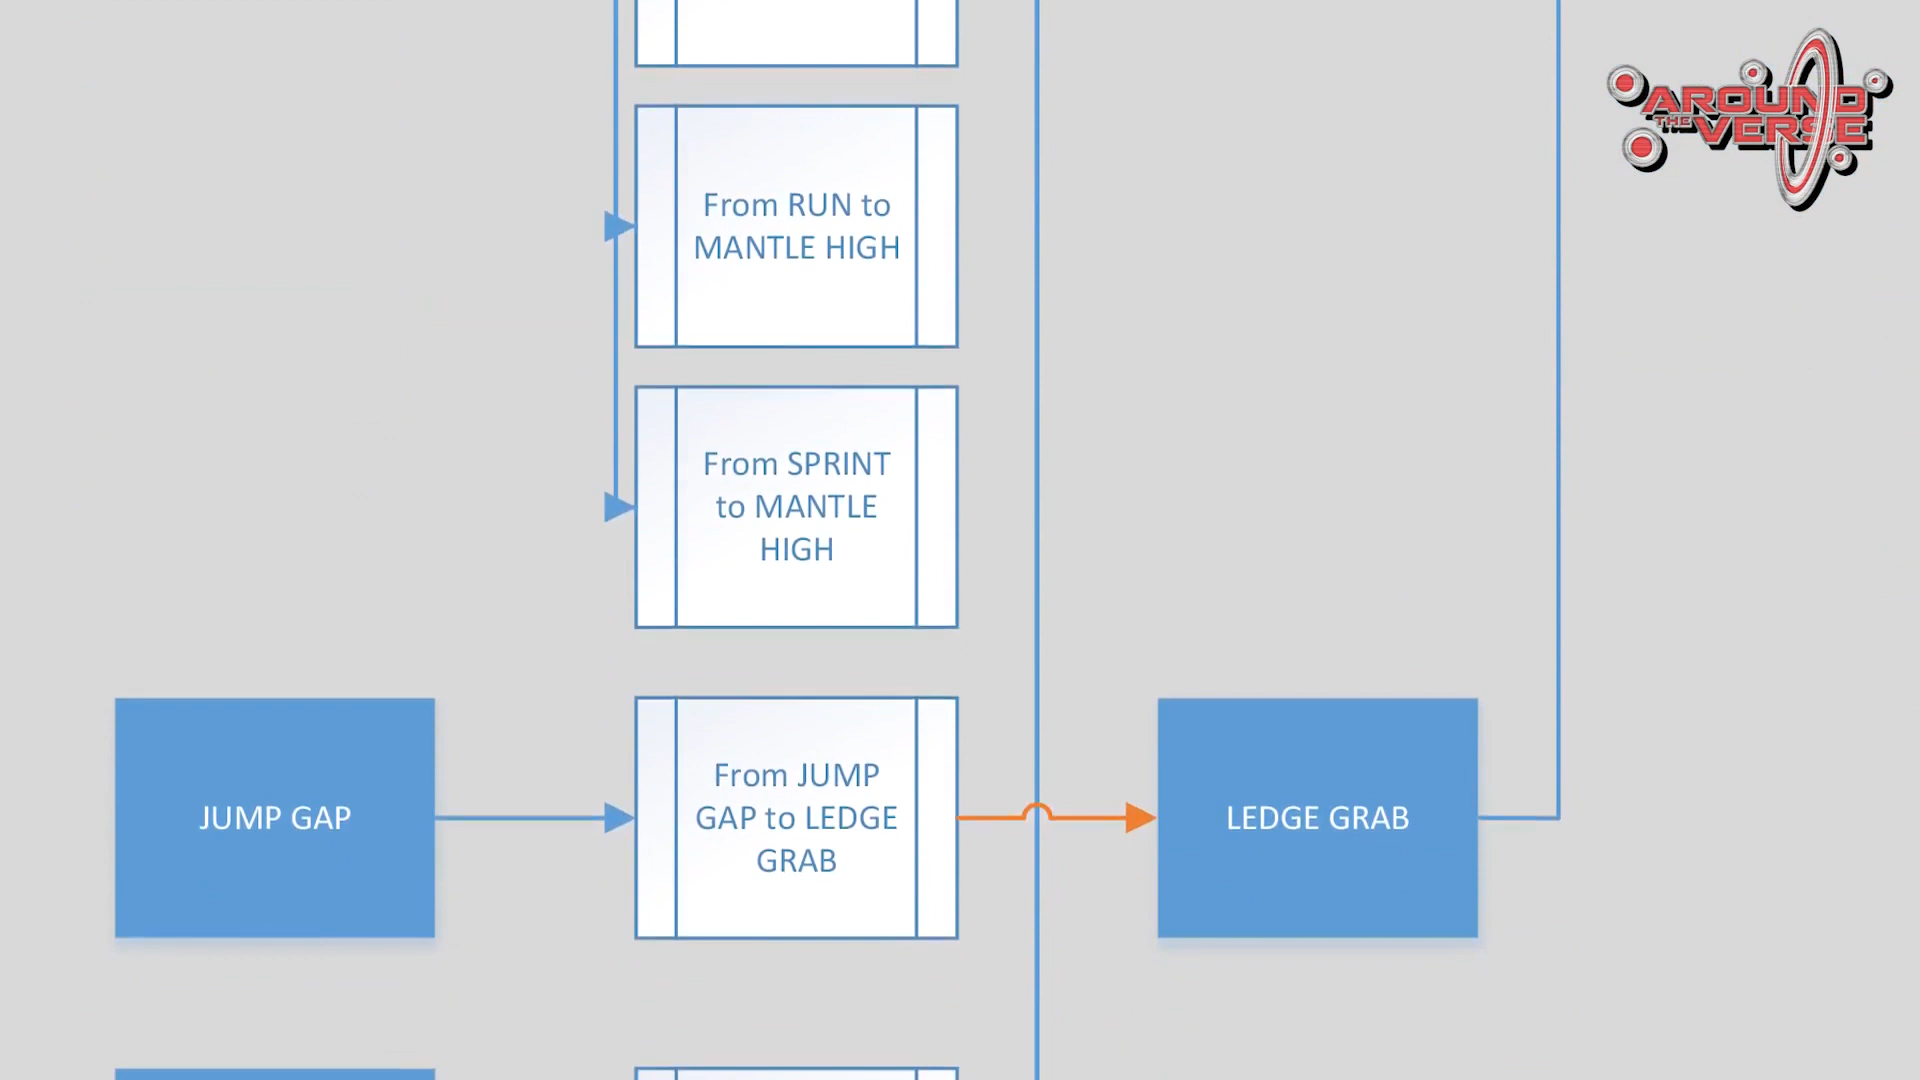 AROUND
THE VERSE
From RUN to
MANTLE HIGH
From SPRINT
to MANTLE
HIGH
JUMP GAP
From JUMP
GAP to LEDGE
GRAB
LEDGE GRAB